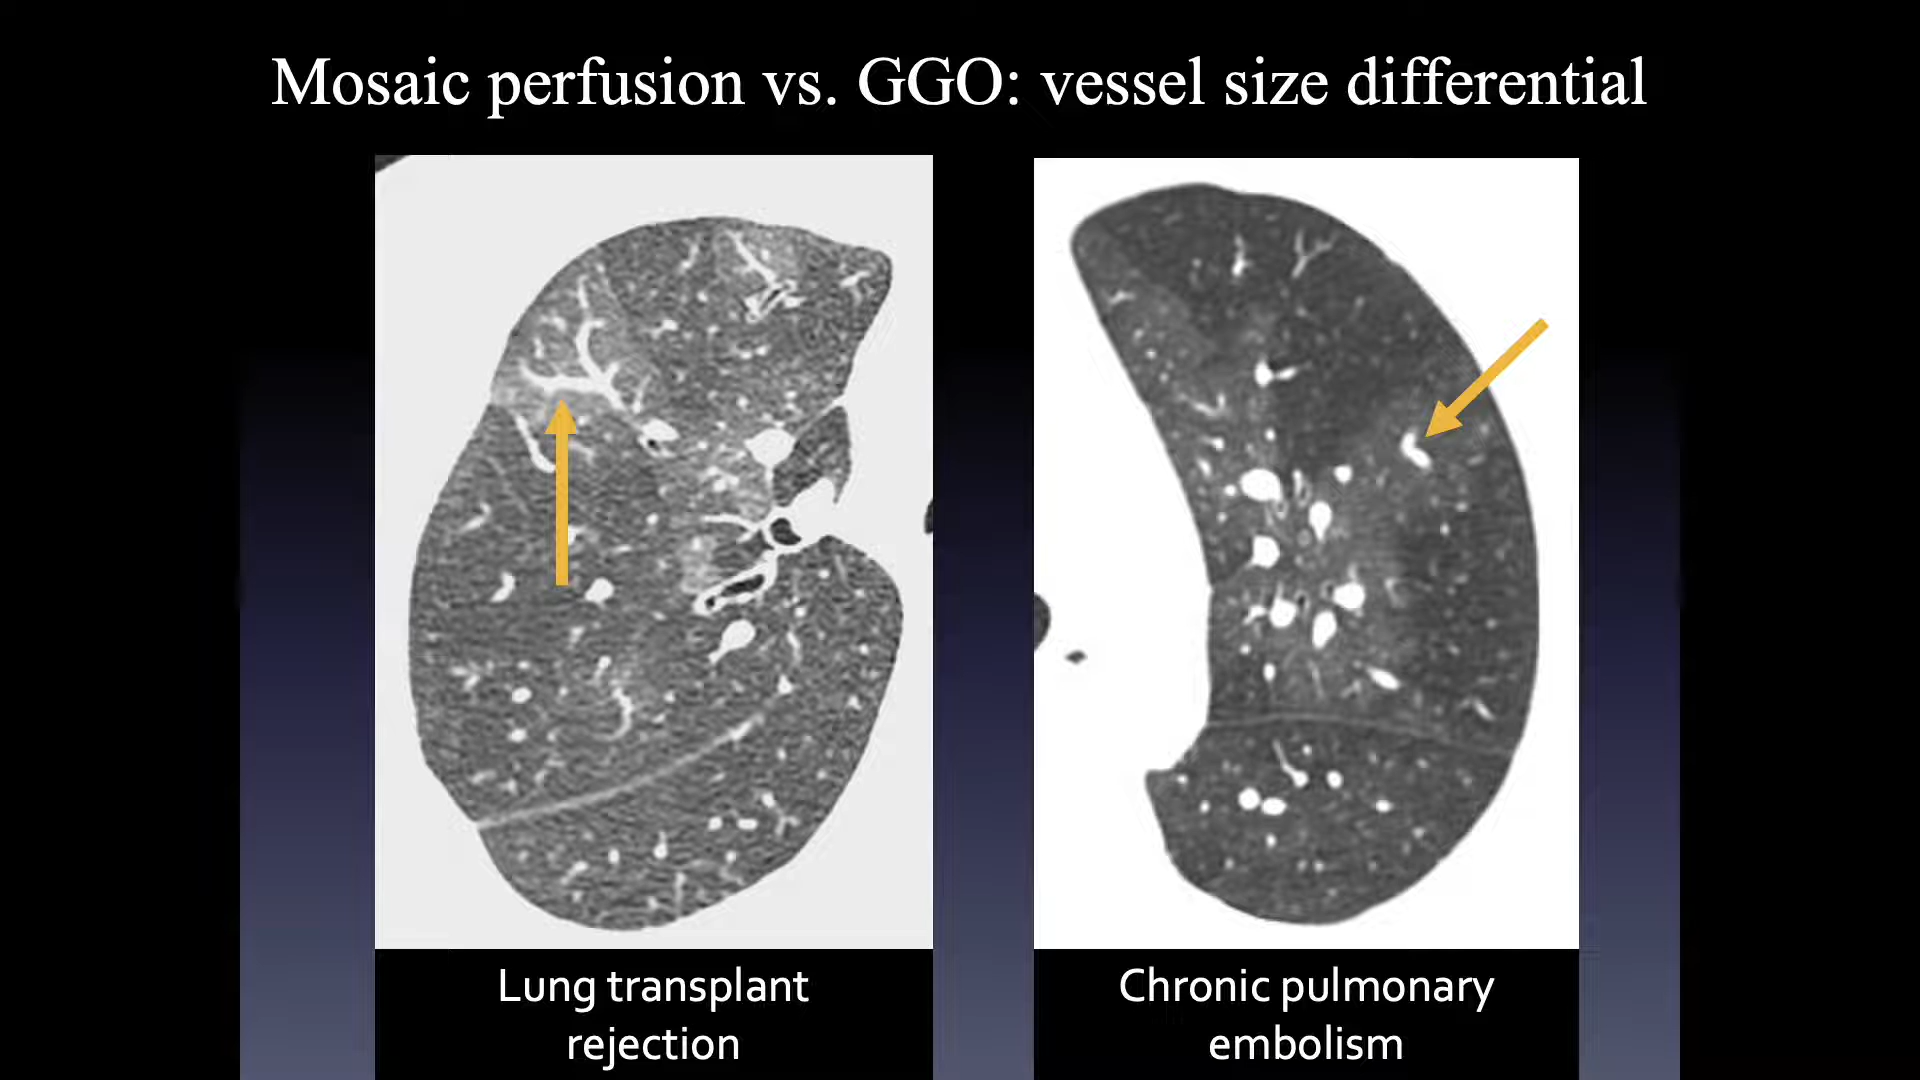 Mosaic perfusion vs. GGO: vessel size differential
Lung transplant
rejection
Chronic pulmonary
embolism